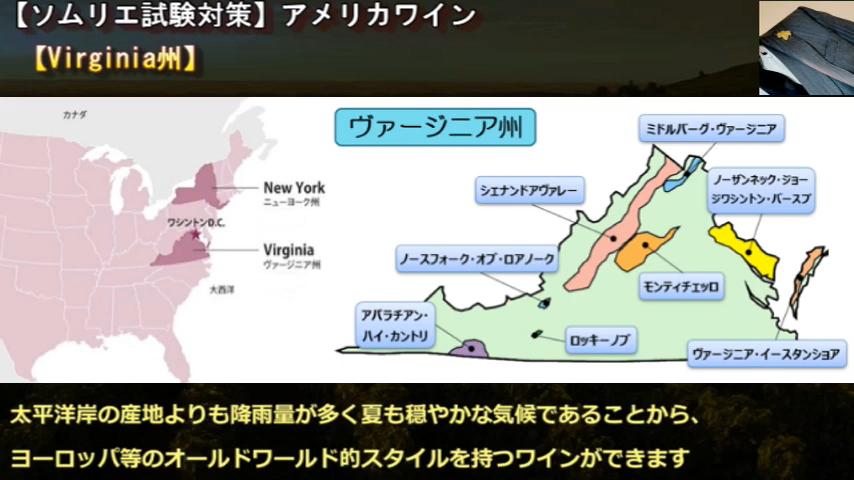 【ソムリエ試験対策】アメリカワイン
【Virginia州】
カナダ
New York
ニューヨーク州
ワシントンD.C.
Virginia
ヴァージニア州
大西洋
ヴァージニア州
ミドルバーグ・ヴァージニア
シェナンドアヴァレー
ノーザンネック・ジョー
ジワシントン・バースプ
ノースフォーク・オブ・ロアノーク
モンティチェッロ
アパラチアン・
ハイ・カントリ
ロッキーノブ
ヴァージニア・イースタンショア
太平洋岸の産地よりも降雨量が多く夏も穏やかな気候であることから、
ヨーロッパ等のオールドワールド的スタイルを持つワインができます